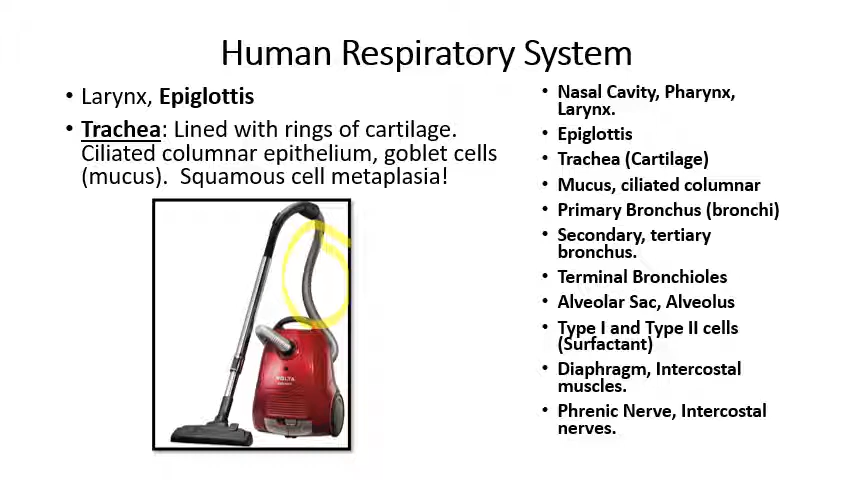 Human Respiratory System
• Larynx, Epiglottis
• Trachea: Lined with rings of cartilage.
Ciliated columnar epithelium, goblet cells
(mucus).  Squamous cell metaplasia!
VOLTA
• Nasal Cavity, Pharynx,
Larynx.
• Epiglottis
• Trachea (Cartilage)
• Mucus, ciliated columnar
• Primary Bronchus (bronchi)
• Secondary, tertiary
bronchus.
• Terminal Bronchioles
• Alveolar Sac, Alveolus
• Type I and Type II cells
(Surfactant)
• Diaphragm, Intercostal
muscles.
• Phrenic Nerve, Intercostal
nerves.